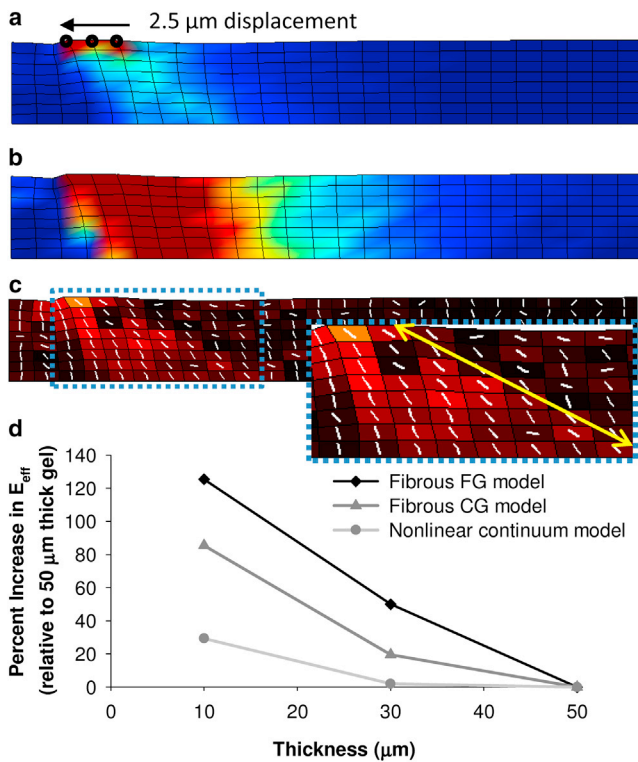 a
2.5 μm displacement
b
c
d
Percent Increase in E_eff
(relative to 50 μm thick gel)
140
120
100
80
60
40
20
0
Fibrous FG model
Fibrous CG model
Nonlinear continuum model
0
10
20
30
40
50
Thickness (μm)